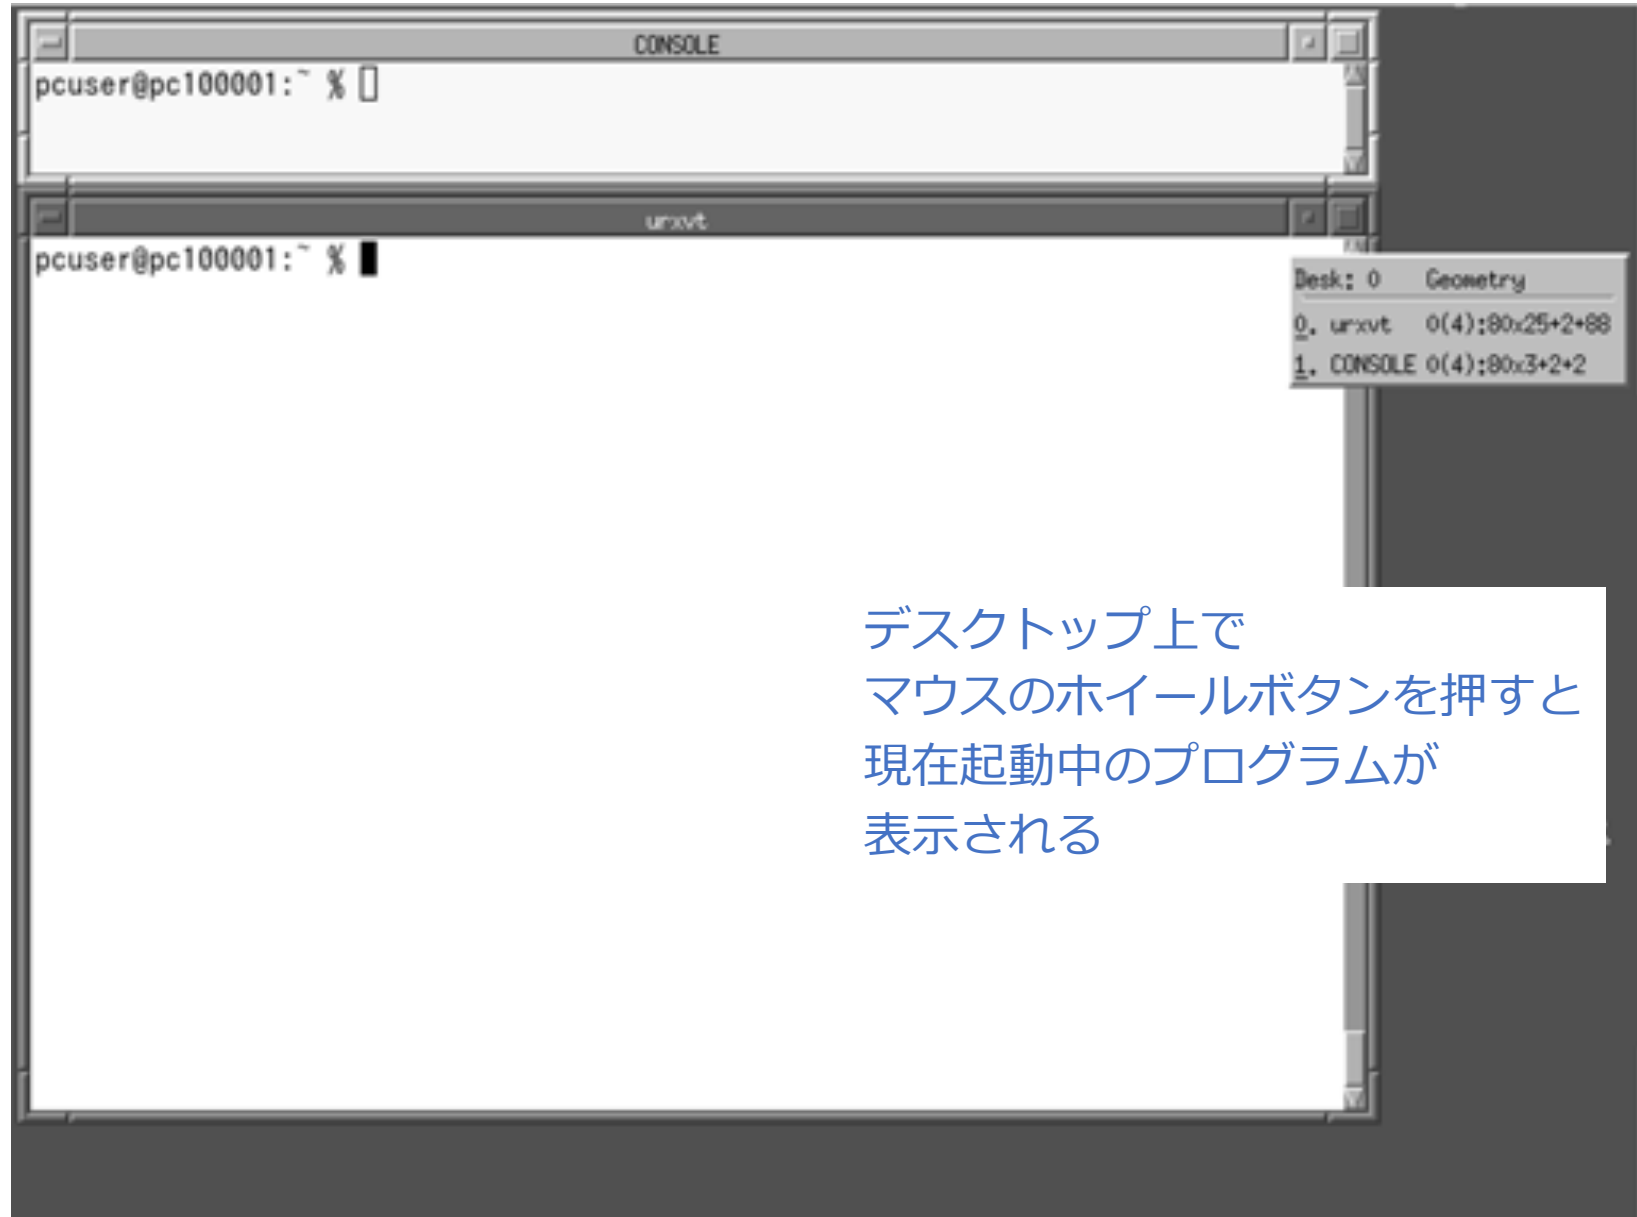 CONSOLE
pcuser@pc100001:~ %
urxvt
pcuser@pc100001:~ %
Desk: 0 Geometry
0. urxvt 0(4):80x25+2+88
1. CONSOLE 0(4):80x3+2+2
デスクトップ上で
マウスのホイールボタンを押すと
現在起動中のプログラムが
表示される